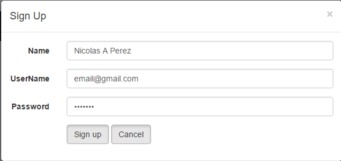 Sign Up ×
Name Nicolas A Perez
UserName email@gmail.com
Password •••••••
Sign up Cancel